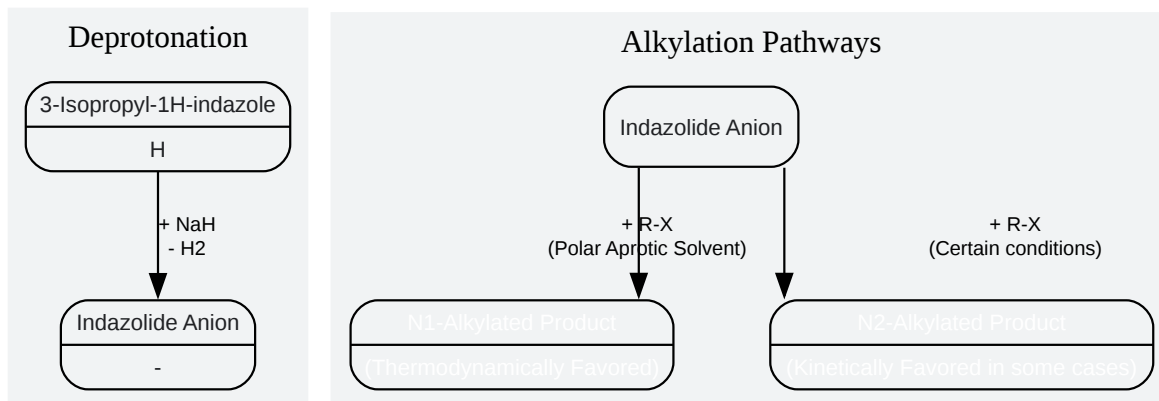 Deprotonation
3-Isopropyl-1H-indazole
H
+ NaH
- H2
Indazolide Anion
-
Alkylation Pathways
Indazolide Anion
+ R-X
(Polar Aprotic Solvent)
+ R-X
(Certain conditions)
N1-Alkylated Product
(Thermodynamically Favored)
N2-Alkylated Product
(Kinetically Favored in some cases)